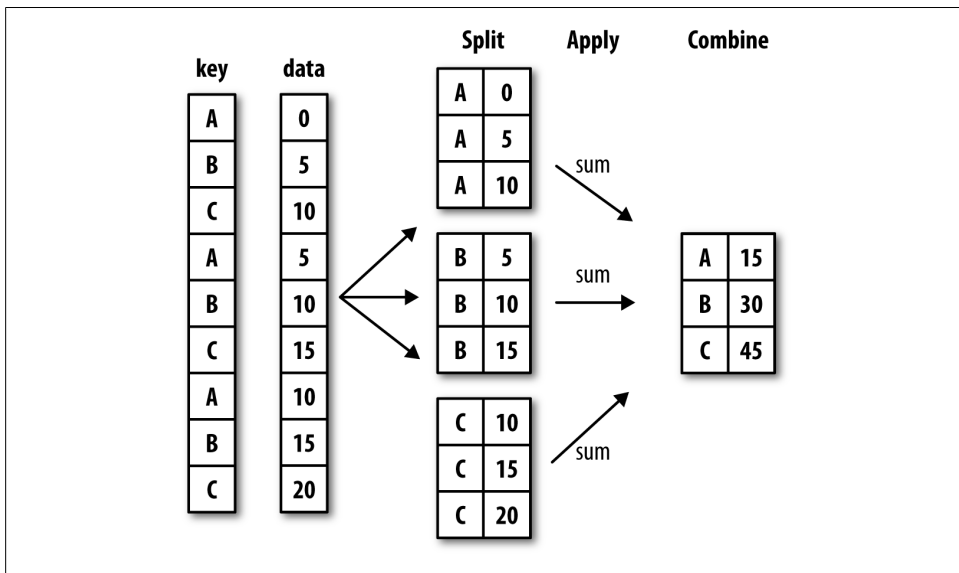 Split Apply Combine
key data
A 0
B 5
C 10
A 5
B 10
C 15
A 10
B 15
C 20
A 0
A 5
A 10
B 5
B 10
B 15
C 10
C 15
C 20
sum
sum
sum
A 15
B 30
C 45